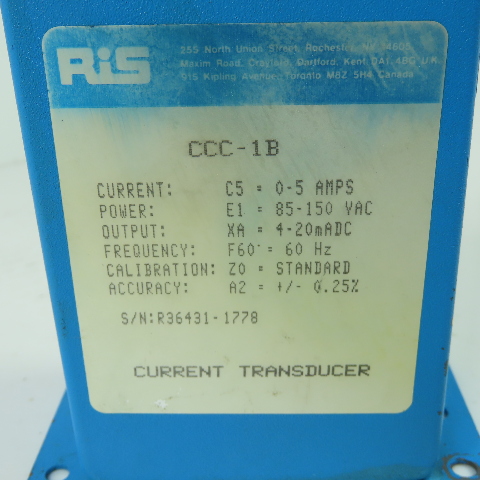 RiS
255 North Union Street, Rochester, NY 14605
Maxim Road, Crayford, Dartford, Kent, DA1 4BG U.K.
915 Kipling Avenue, Toronto M8Z 5H4 Canada
CCC-1B
CURRENT: C5 = 0-5 AMPS
POWER: E1 = 85-150 VAC
OUTPUT: XA = 4-20mADC
FREQUENCY: F60 = 60 Hz
CALIBRATION: Z0 = STANDARD
ACCURACY: A2 = +/- 0.25%
S/N:R36431-1778
CURRENT TRANSDUCER